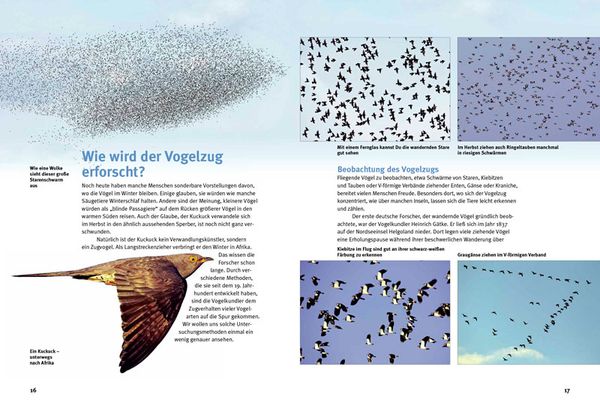 Wie eine Wolke
sieht dieser große
Starenschwarm
aus
Wie wird der Vogelzug
erforscht?
Noch heute haben manche Menschen sonderbare Vorstellungen davon,
wo die Vögel im Winter bleiben. Einige glauben, sie würden wie manche
Säugetiere Winterschlaf halten. Andere sind der Meinung, kleinere Vögel
würden als „blinde Passagiere“ auf dem Rücken größerer Vögel in den
warmen Süden reisen. Auch der Glaube, der Kuckuck verwandele sich
im Herbst in den ähnlich aussehenden Sperber, ist noch nicht ganz ver-
schwunden.
Natürlich ist der Kuckuck kein Verwandlungskünstler, sondern
ein Zugvogel. Als Langstreckenzieher verbringt er den Winter in Afrika.
Das wissen die
Forscher schon
lange. Durch ver-
schiedene Methoden,
die sie seit dem 19. Jahr-
hundert entwickelt haben,
sind die Vogelkundler dem
Zugverhalten vieler Vogel-
arten auf die Spur gekommen.
Wir wollen uns solche Unter-
suchungsmethoden einmal ein
wenig genauer ansehen.
Ein Kuckuck –
unterwegs
nach Afrika
16
Mit einem Fernglas kannst Du die wandernden Stare
gut sehen
Im Herbst ziehen auch Ringeltauben manchmal
in riesigen Schwärmen
Beobachtung des Vogelzugs
Fliegende Vögel zu beobachten, etwa Schwärme von Staren, Kiebitzen
und Tauben oder V-förmige Verbände ziehender Enten, Gänse oder Kraniche,
bereitet vielen Menschen Freude. Besonders dort, wo sich der Vogelzug
konzentriert, wie über manchen Inseln, lassen sich die Tiere leicht erkennen
und zählen.
Der erste deutsche Forscher, der wandernde Vögel gründlich beob-
achtete, war der Vogelkundler Heinrich Gätke. Er ließ sich im Jahr 1837
auf der Nordseeinsel Helgoland nieder. Dort legen viele ziehende Vögel
eine Erholungspause während ihrer beschwerlichen Wanderung über
Kiebitze im Flug sind gut an ihrer schwarz-weißen
Färbung zu erkennen
Graugänse ziehen im V-förmigen Verband
17